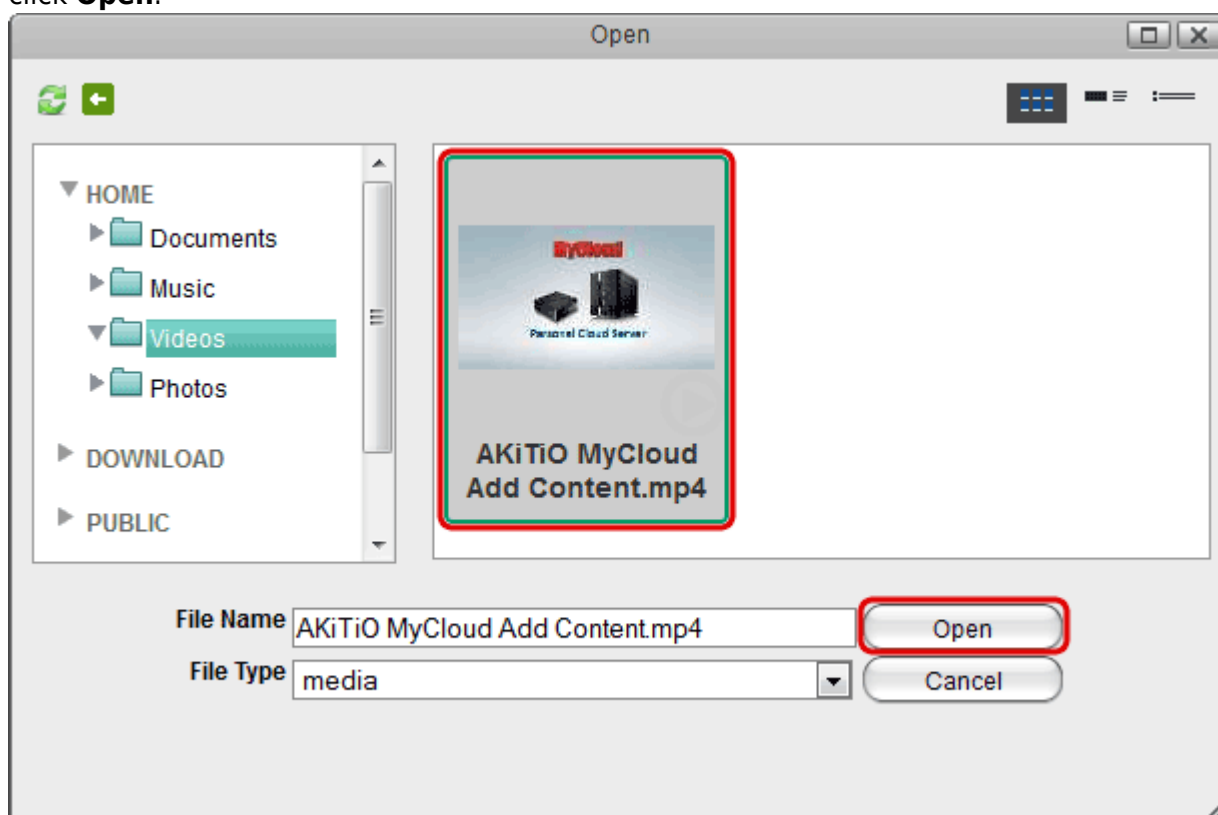 click Open.
Open
HOME
Documents
Music
Videos
Photos
DOWNLOAD
PUBLIC
MyCloud
Personal Cloud Server
AKiTiO MyCloud
Add Content.mp4
File Name AKiTiO MyCloud Add Content.mp4 Open
File Type media Cancel